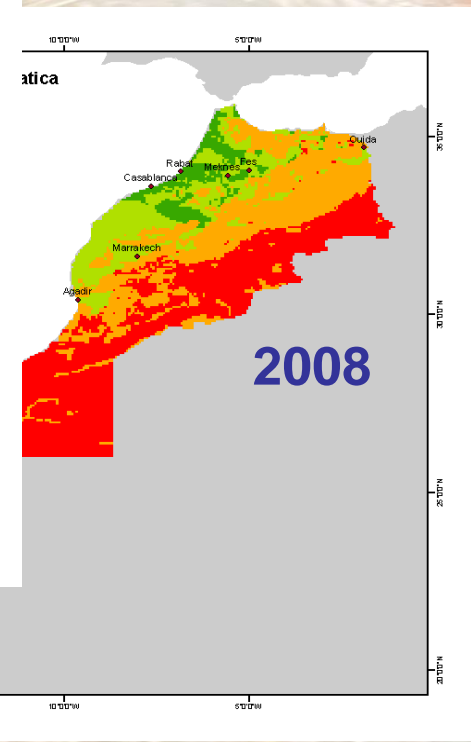 10°0'0"W 5°0'0"W
atica
35°0'0"N
Oujda
Rabat Meknes Fes
Casablanca
Marrakech
Agadir
30°0'0"N
2008
25°0'0"N
20°0'0"N
10°0'0"W 5°0'0"W